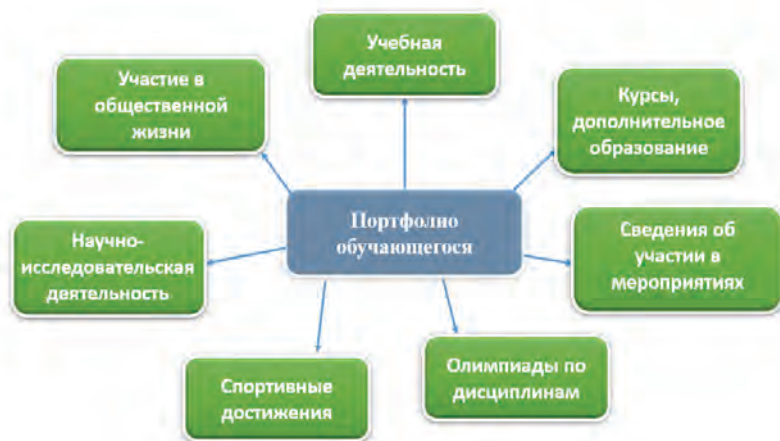 Учебная
деятельность
Участие в
общественной
жизни
Курсы,
дополнительное
образование
Портфолио
обучающегося
Научно-
исследовательская
деятельность
Сведения об
участии в
мероприятиях
Спортивные
достижения
Олимпиады по
дисциплинам